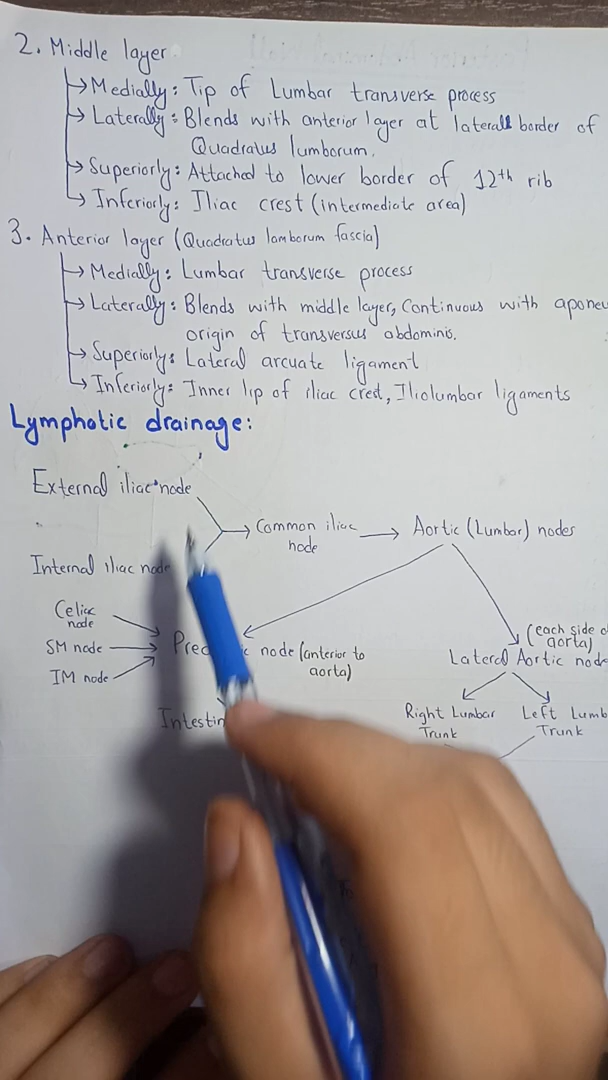 2. Middle layer
→ Medially: Tip of Lumbar transverse process
→ Laterally: Blends with anterior layer at laterall border of
Quadratus lumborum.
→ Superiorly: Attached to lower border of 12th rib
→ Inferiorly: Iliac crest (intermediate area)
3. Anterior layer (Quadratus lomborum fascia)
→ Medially: Lumbar transverse process
→ Laterally: Blends with middle layer, Continuous with
origin of transversus abdominis.
→ Superiorly: Lateral arcuate ligament
→ Inferiorly: Inner lip of iliac crest, Iliolumbar ligaments
Lymphatic drainage:
External iliac node
Common iliac
node
Aortic (Lumbar) nodes
Internal iliac node
Celiac
node
SM node
IM node
node (anterior to
aorta)
(each side
aorta)
Lateral Aortic node
Right Lumbar
Trunk
Left
Trunk